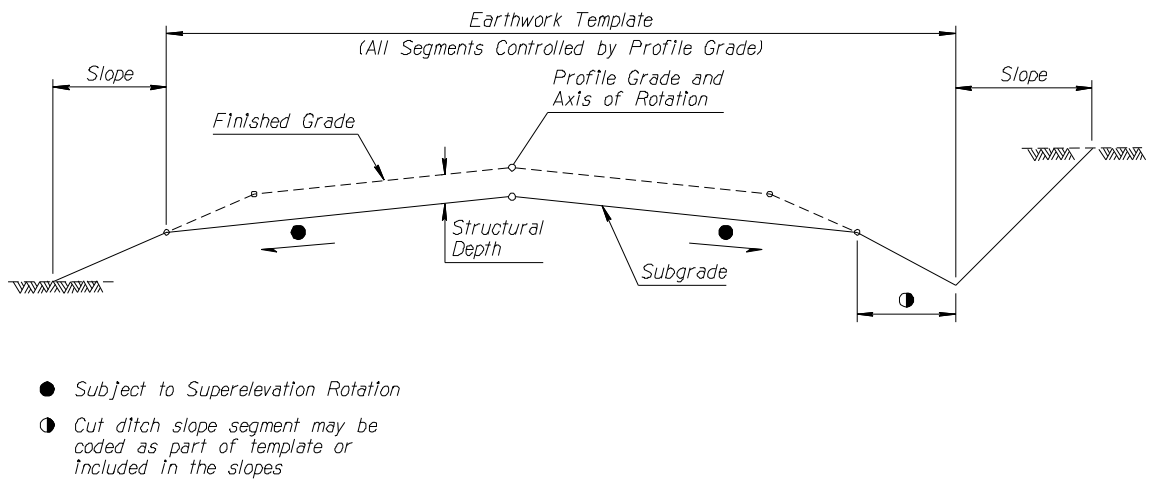 Earthwork Template
(All Segments Controlled by Profile Grade)
Slope
Slope
Profile Grade and
Axis of Rotation
Finished Grade
Structural
Depth
Subgrade
Subject to Superelevation Rotation
Cut ditch slope segment may be
coded as part of template or
included in the slopes